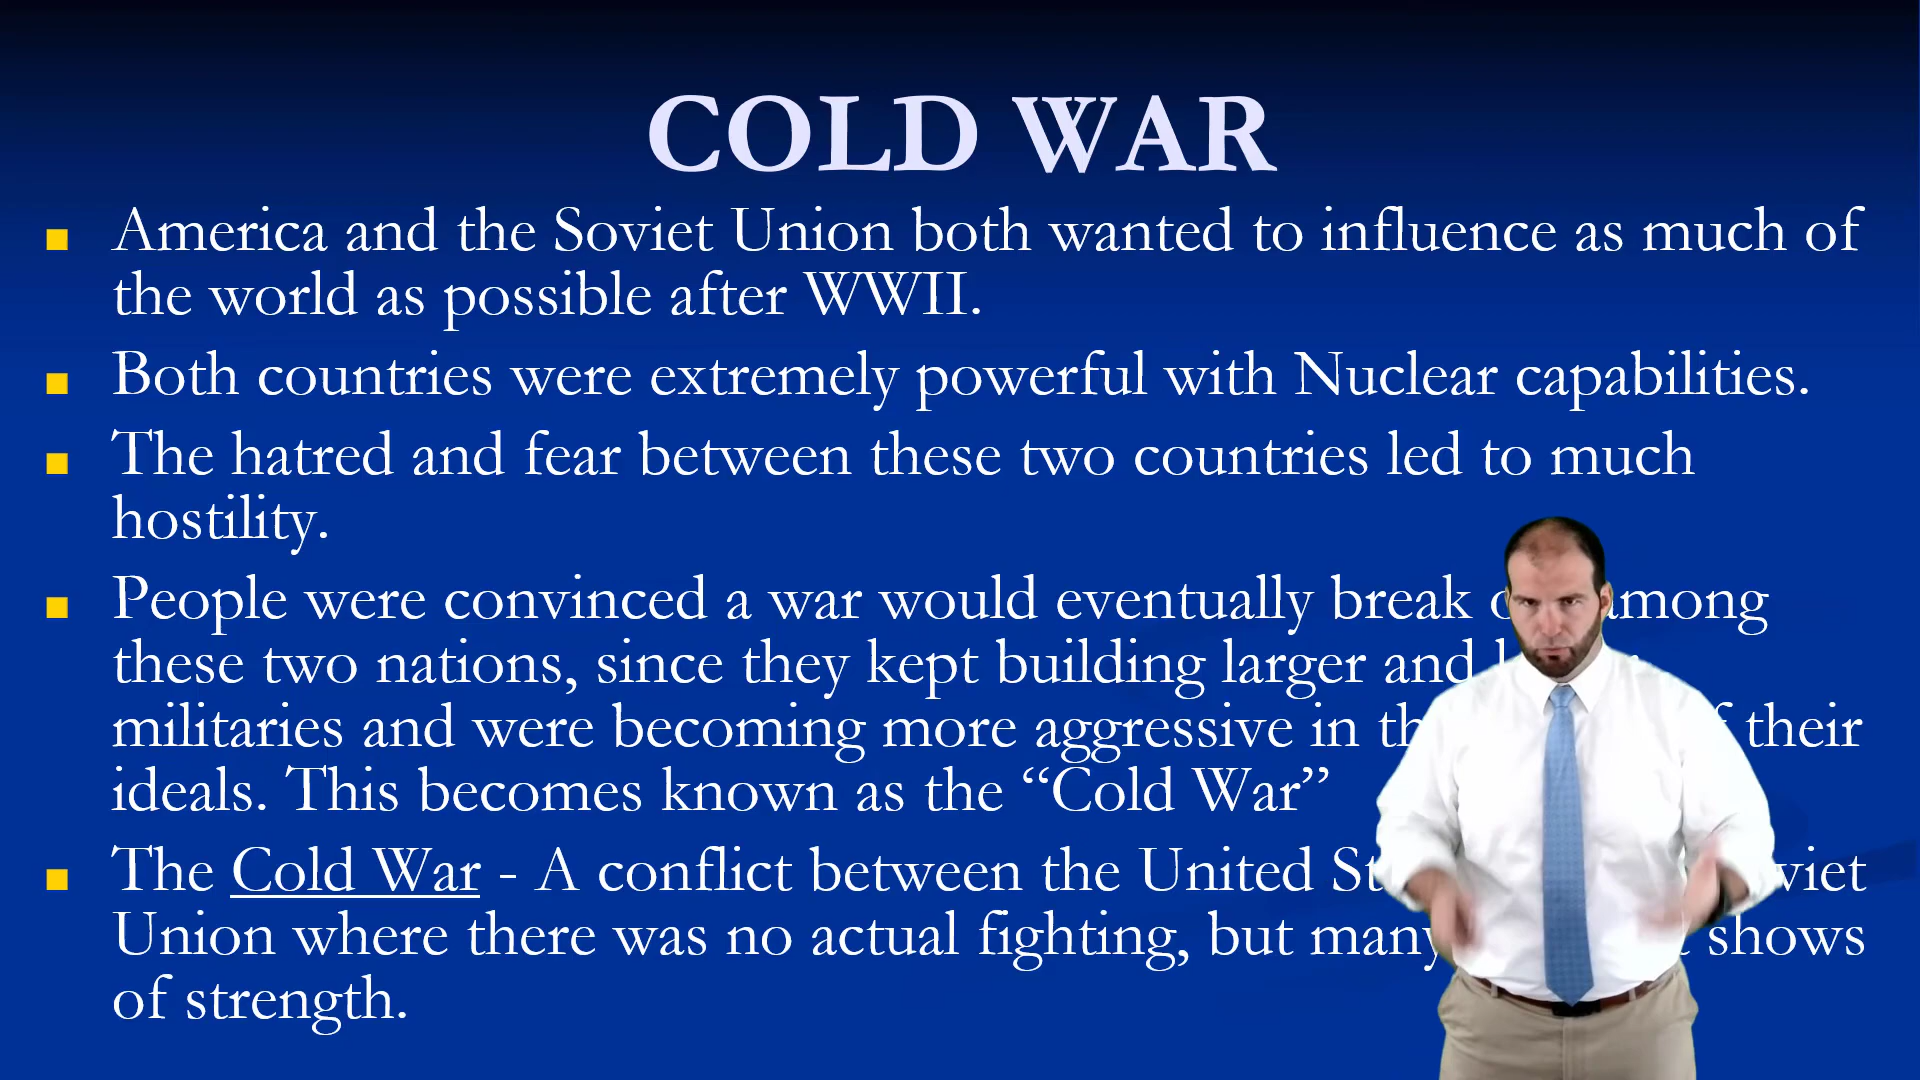 COLD WAR
America and the Soviet Union both wanted to influence as much of
the world as possible after WWII.
Both countries were extremely powerful with Nuclear capabilities.
The hatred and fear between these two countries led to much
hostility.
People were convinced a war would eventually break among
these two nations, since they kept building larger and
militaries and were becoming more aggressive in their
ideals. This becomes known as the “Cold War”
The Cold War - A conflict between the United
Union where there was no actual fighting, but many shows
of strength.